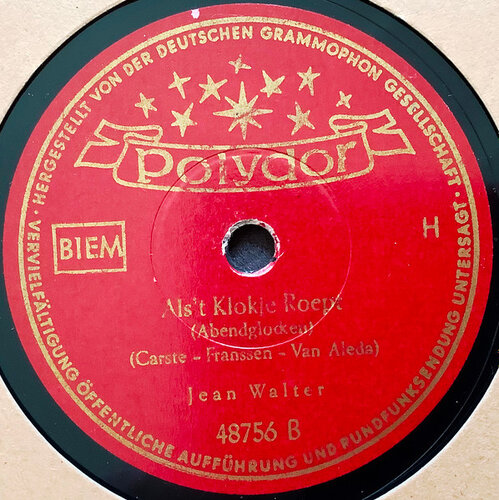 HERGESTELLT VON DER DEUTSCHEN GRAMMOPHON GESELLSCHAFT · VERVIELFÄLTIGUNG ÖFFENTLICHE AUFFÜHRUNG UND RUNDFUNKSENDUNG UNTERSAGT ·
Polydor
BIEM
H
Als't Klokje Roept
(Abendglocken)
(Carste – Franssen – Van Aleda)
Jean Walter
48756 B